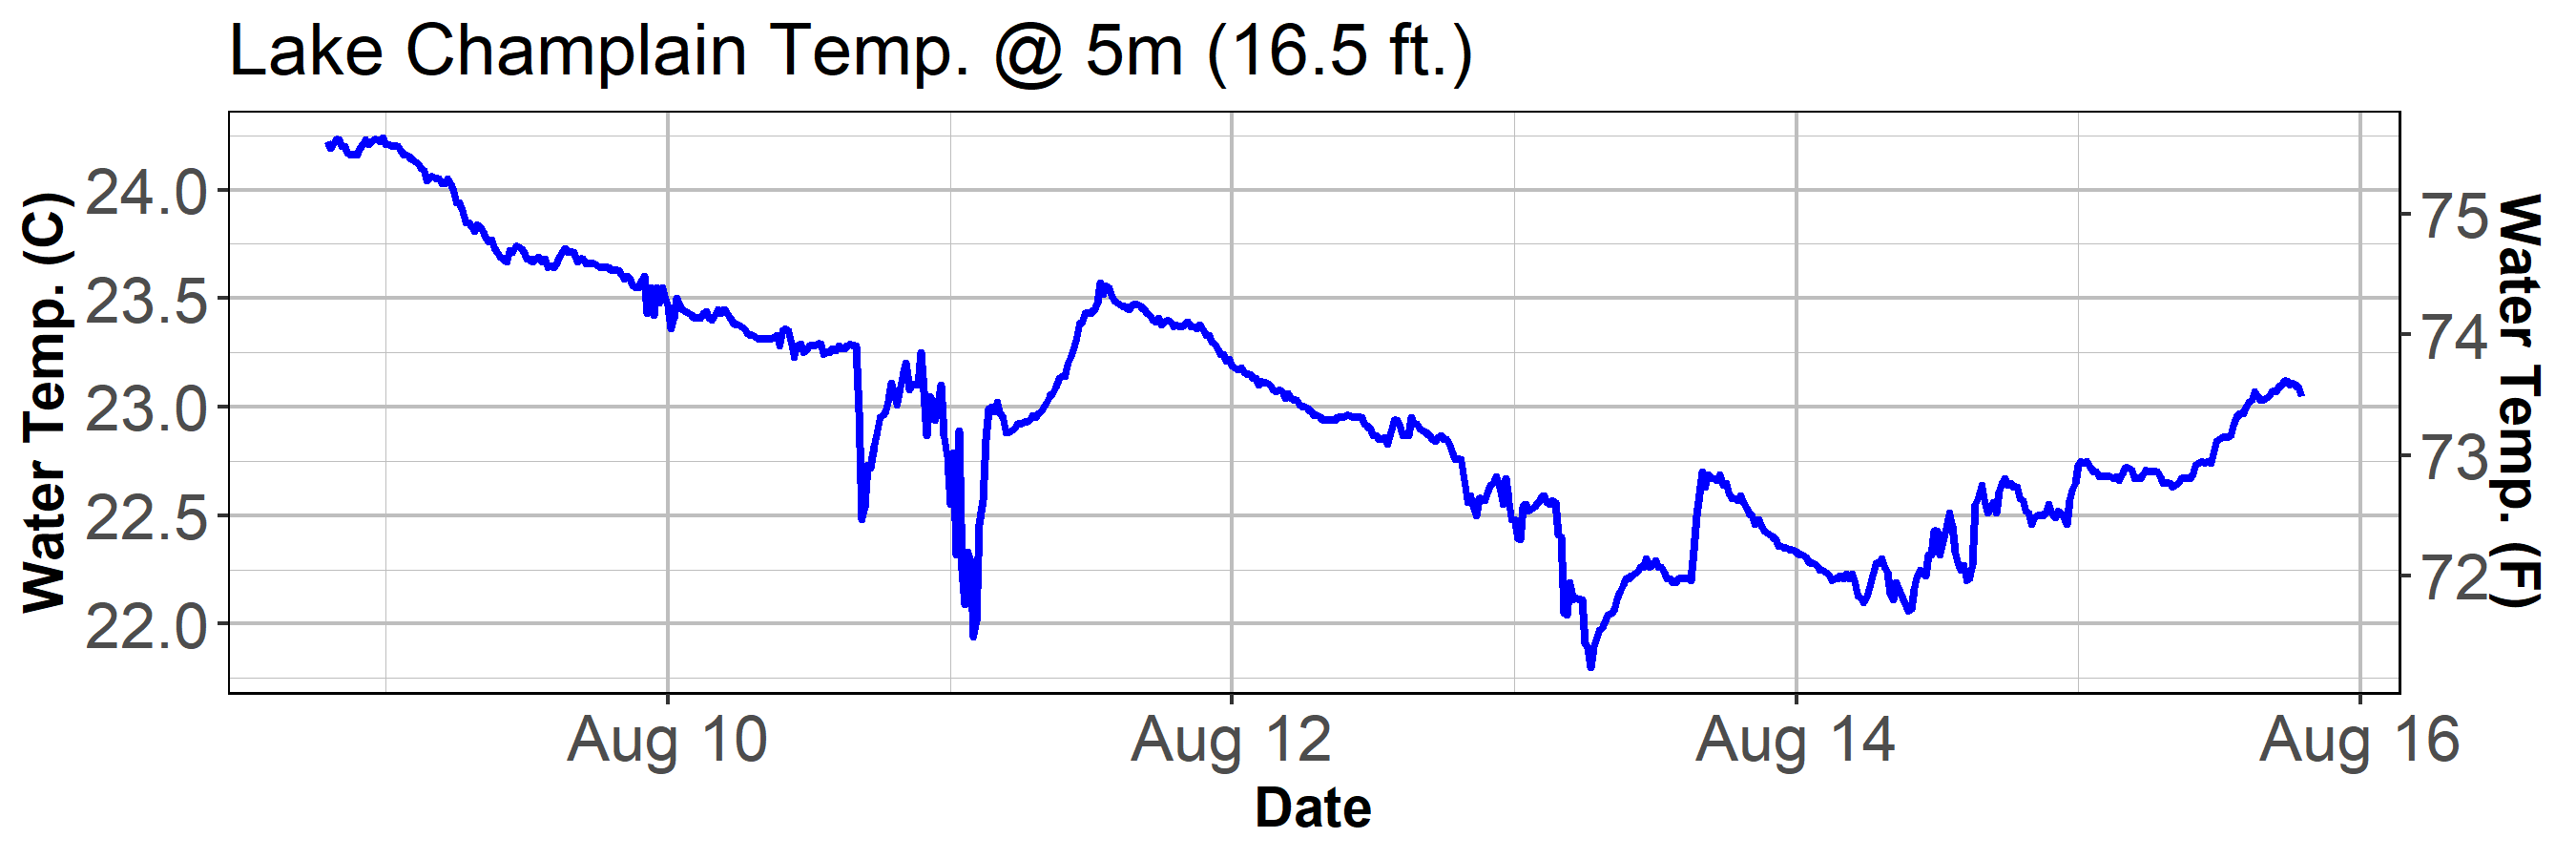 Lake Champlain Temp. @ 5m (16.5 ft.)
Water Temp. (C)
24.0
23.5
23.0
22.5
22.0
75
74
73
72
Water Temp. (F)
Aug 10
Aug 12
Aug 14
Aug 16
Date